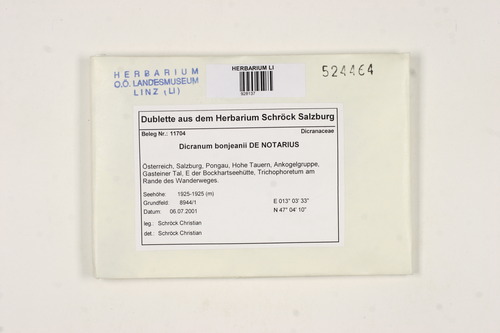 HERBARIUM
O.Ö. LANDESMUSEUM
LINZ (LI)
HERBARIUM LI
928107
524464
Dublette aus dem Herbarium Schröck Salzburg
Beleg Nr.: 11704 Dicranaceae
Dicranum bonjeanii DE NOTARIUS
Österreich, Salzburg, Pongau, Hohe Tauern, Ankogelgruppe,
Gasteiner Tal, E der Bockhartseehütte, Trichophoretum am
Rande des Wanderweges.
Seehöhe: 1925-1925 (m)
Grundfeld: 8944/1 E 013° 03' 33"
Datum: 06.07.2001 N 47° 04' 10"
leg.: Schröck Christian
det.: Schröck Christian